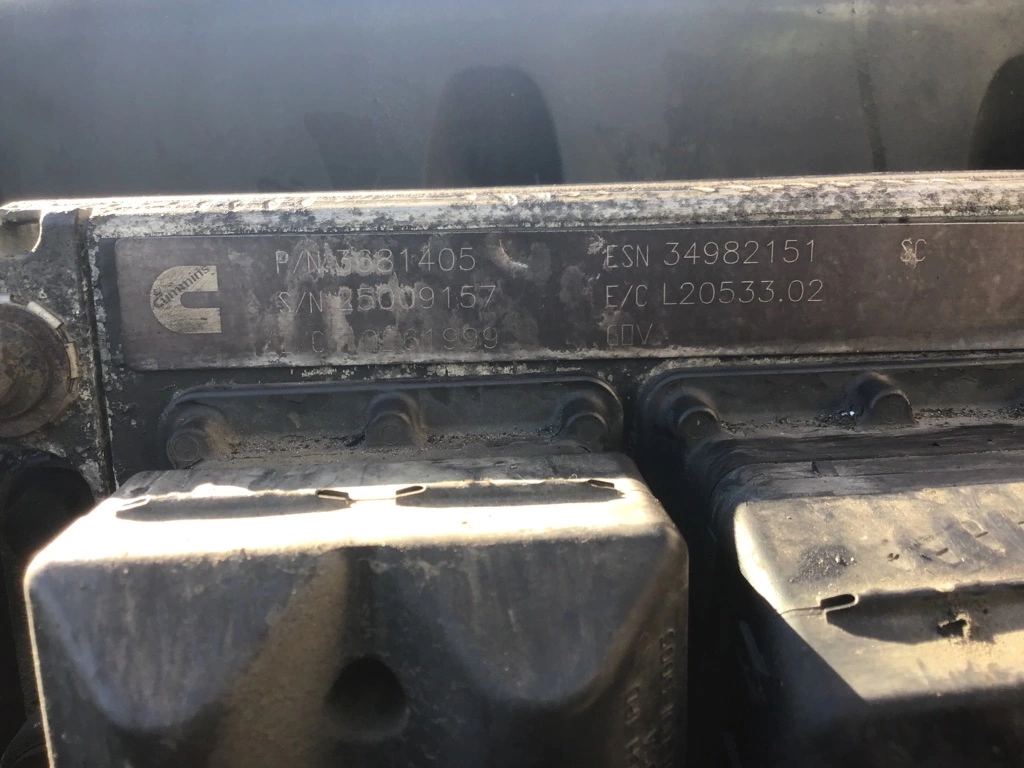 cummins
P/N 3681405 ESN 34982151 SC
S/N 25009157 E/C L20533.02